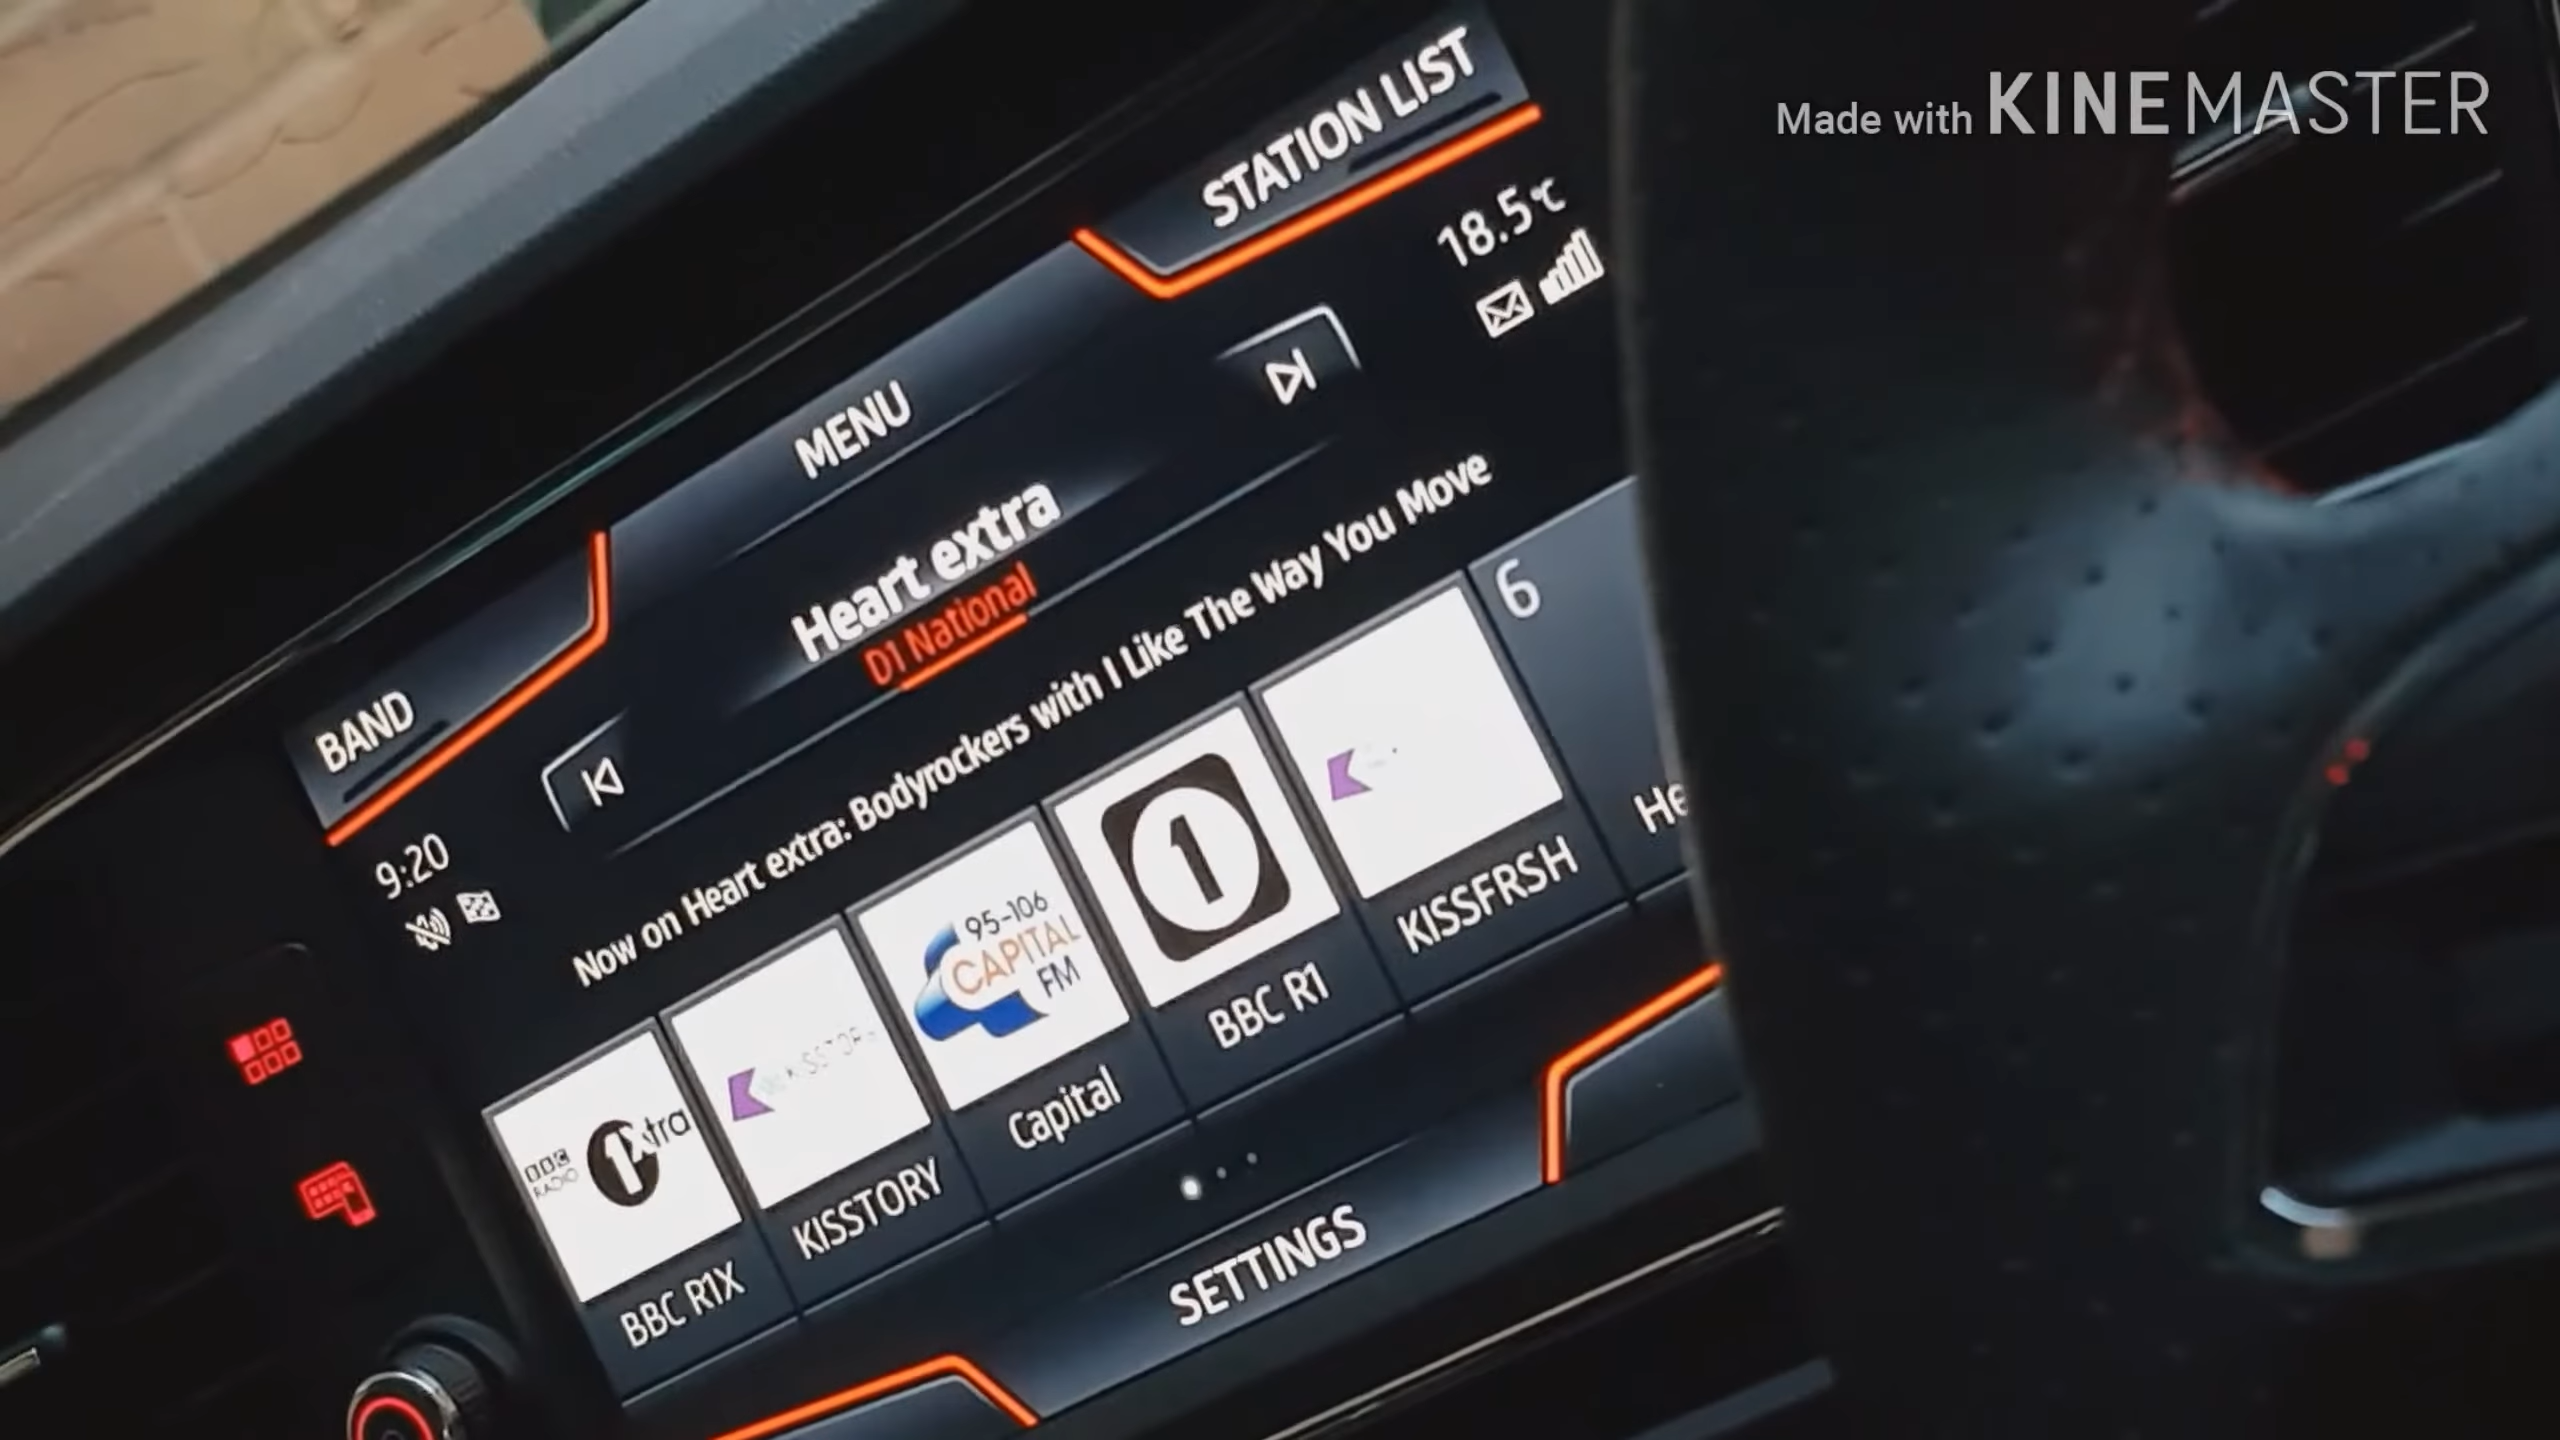 Made with KINEMASTER
STATION LIST
MENU
BAND
18.5°C
Heart extra
D1 National
9:20
Now on Heart extra: Bodyrockers with I Like The Way You Move
6
BBC RADIO 1Xtra
KISSTORY
95-106
CAPITAL
FM
1
BBC R1X
KISSTORY
Capital
BBC R1
KISSFRSH
He
SETTINGS